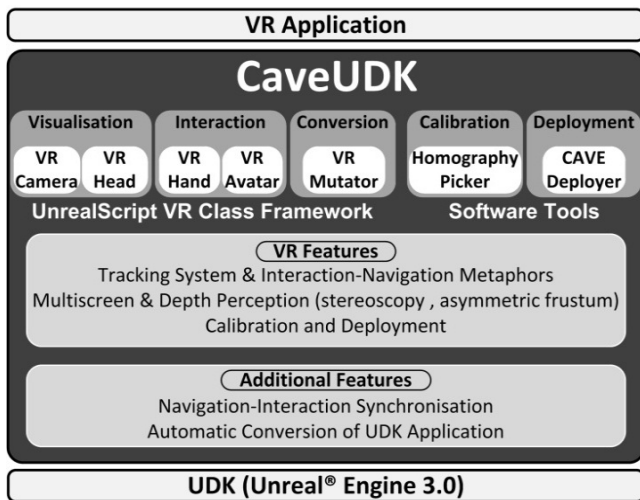 VR Application
CaveUDK
Visualisation Interaction Conversion Calibration Deployment
VR VR VR VR VR Homography CAVE
Camera Head Hand Avatar Mutator Picker Deployer
UnrealScript VR Class Framework Software Tools
VR Features
Tracking System & Interaction-Navigation Metaphors
Multiscreen & Depth Perception (stereoscopy , asymmetric frustum)
Calibration and Deployment
Additional Features
Navigation-Interaction Synchronisation
Automatic Conversion of UDK Application
UDK (Unreal® Engine 3.0)